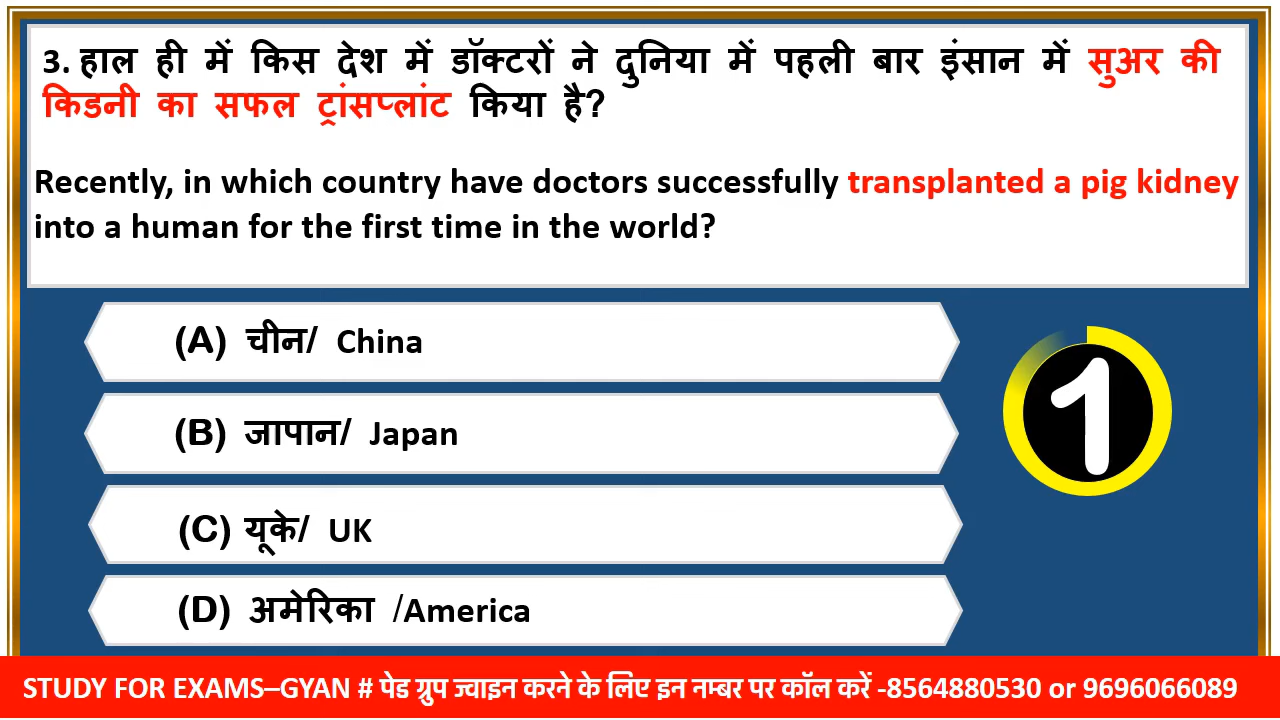 3. हाल ही में किस देश में डॉक्टरों ने दुनिया में पहली बार इंसान में सुअर की
किडनी का सफल ट्रांसप्लांट किया है?
Recently, in which country have doctors successfully transplanted a pig kidney
into a human for the first time in the world?
(A) चीन/ China
(B) जापान/ Japan
(C) यूके/ UK
(D) अमेरिका /America
1
STUDY FOR EXAMS–GYAN # पेड ग्रुप ज्वाइन करने के लिए इन नम्बर पर कॉल करें -8564880530 or 9696066089